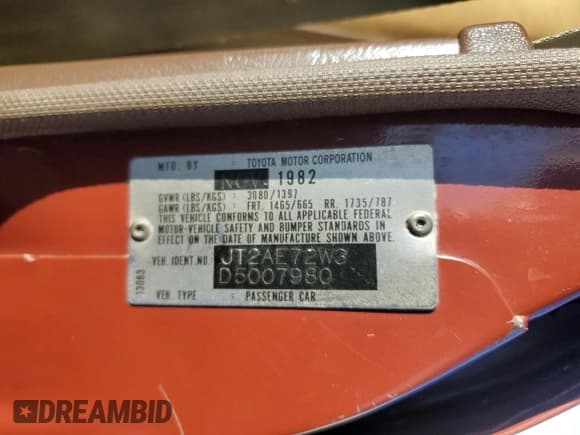 MFD. BY : TOYOTA MOTOR CORPORATION
NOV. 1982
GVWR (LBS/KGS) : 3080/1397
GAWR (LBS/KGS) : FRT. 1465/665 RR. 1735/787
THIS VEHICLE CONFORMS TO ALL APPLICABLE FEDERAL
MOTOR-VEHICLE SAFETY AND BUMPER STANDARDS IN
EFFECT ON THE DATE OF MANUFACTURE SHOWN ABOVE.
VEH. IDENT. NO.: JT2AE72W3
D5007980
VEH. TYPE : PASSENGER CAR
13063
DREAMBID